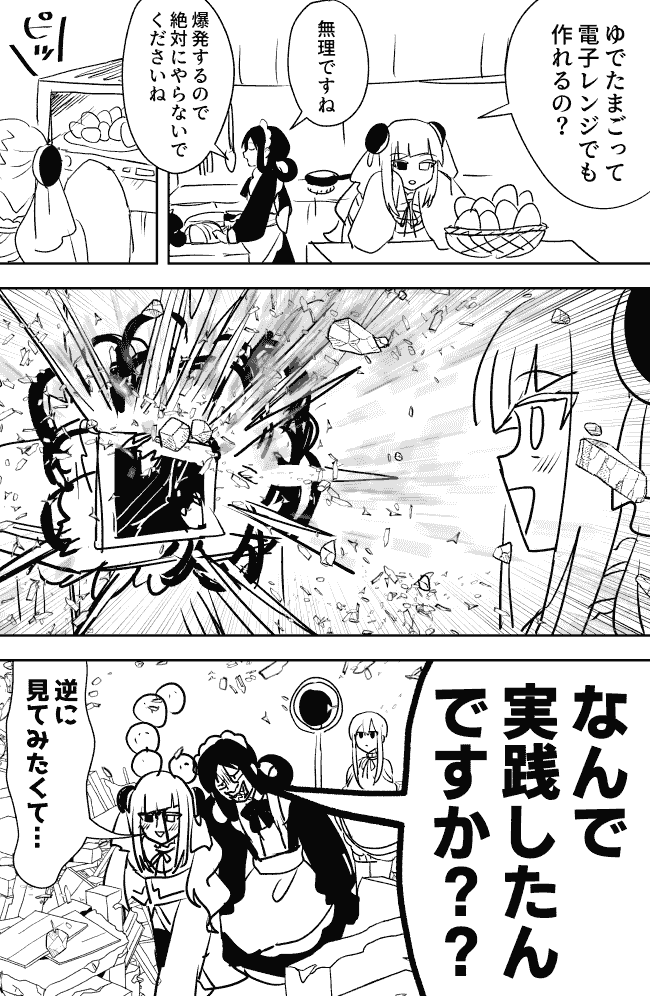 ゆでたまごって
電子レンジでも
作れるの？
無理ですね
爆発するので
絶対にやらないで
くださいね
ピッ
なんで
実践したん
ですか？？
逆に
見てみたくて…